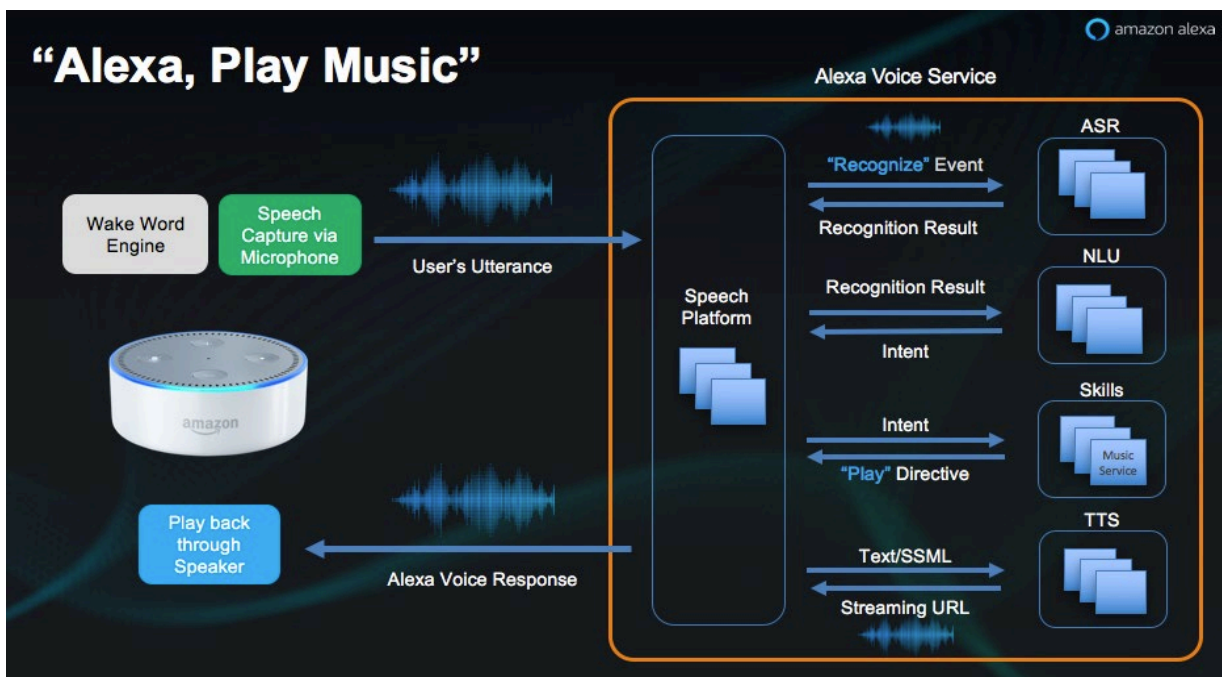 amazon alexa
“Alexa, Play Music”
Alexa Voice Service
Wake Word
Engine
Speech
Capture via
Microphone
User's Utterance
amazon
Play back
through
Speaker
Alexa Voice Response
Speech
Platform
ASR
“Recognize” Event
Recognition Result
NLU
Recognition Result
Intent
Skills
Intent
“Play” Directive
Music
Service
TTS
Text/SSML
Streaming URL